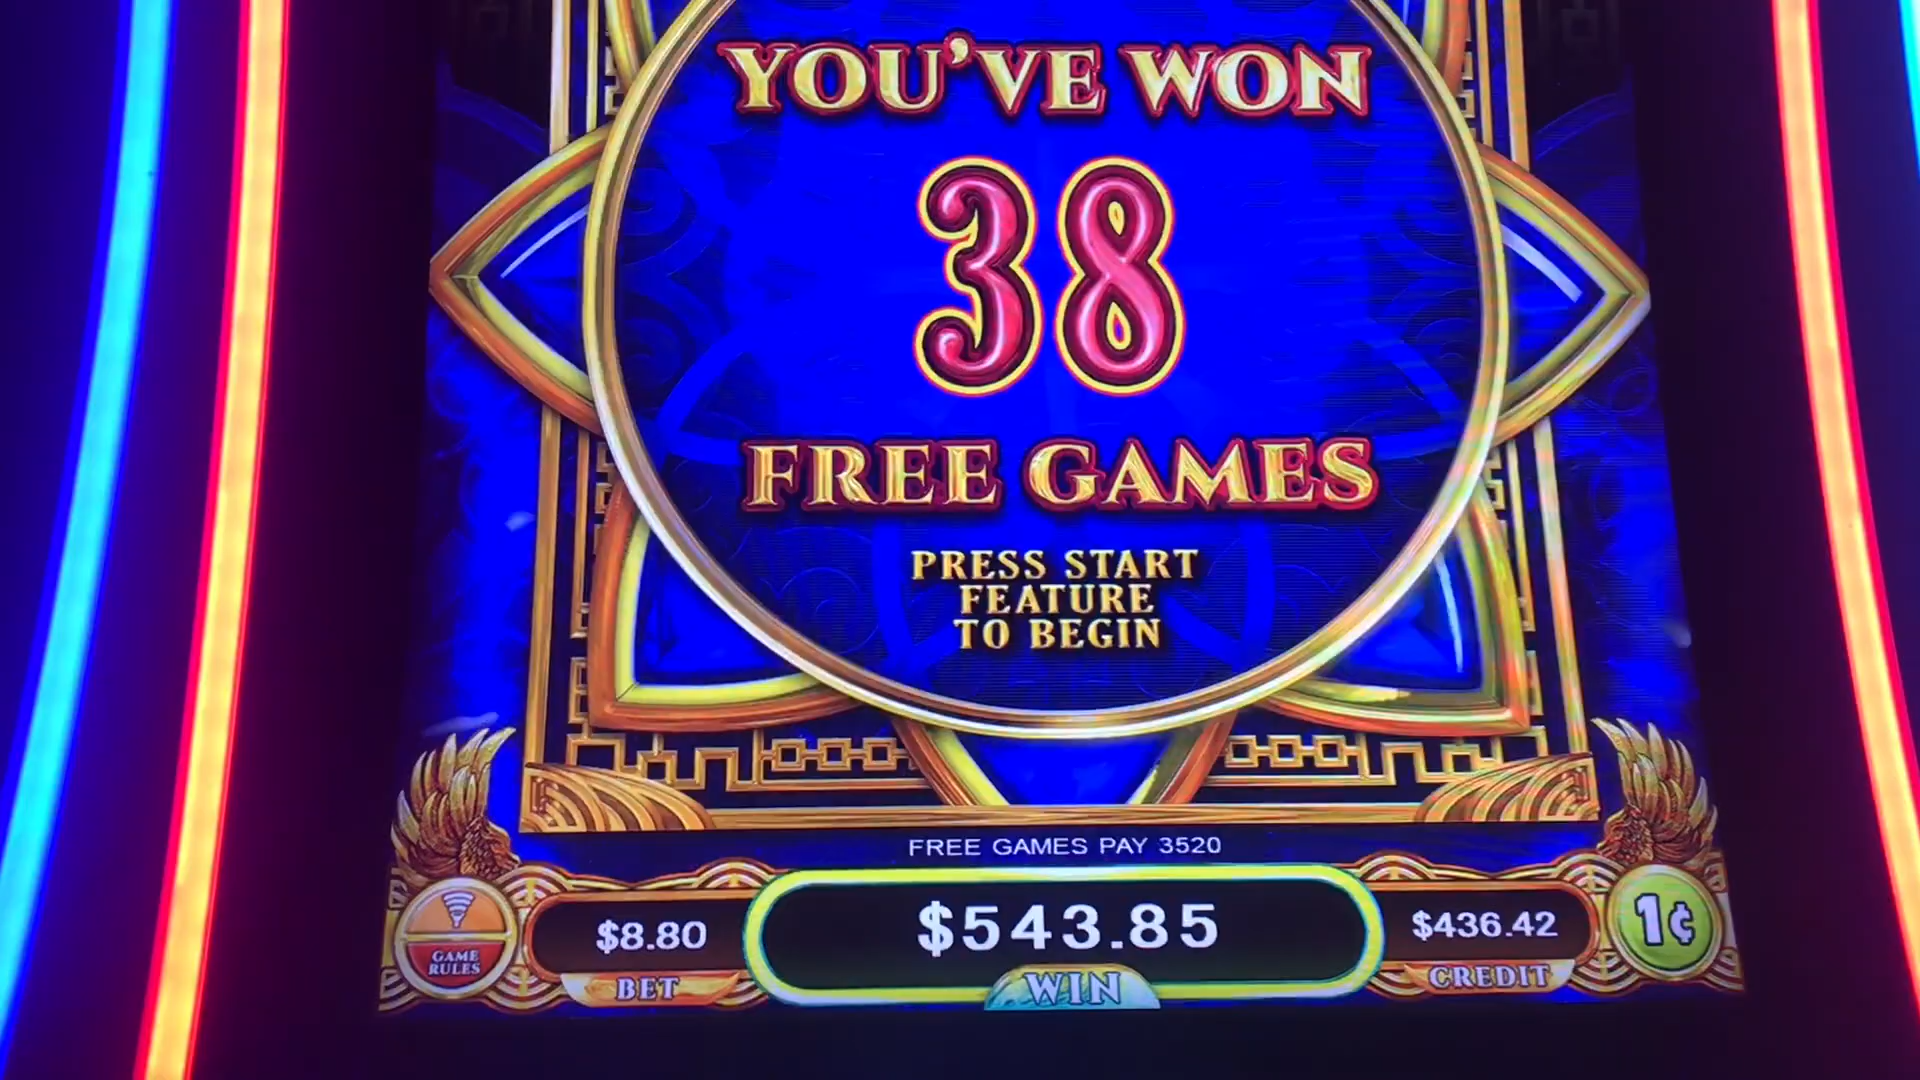 YOU'VE WON
38
FREE GAMES
PRESS START
FEATURE
TO BEGIN
FREE GAMES PAY 3520
$8.80
$543.85
$436.42
1¢
GAME
RULES
BET
WIN
CREDIT